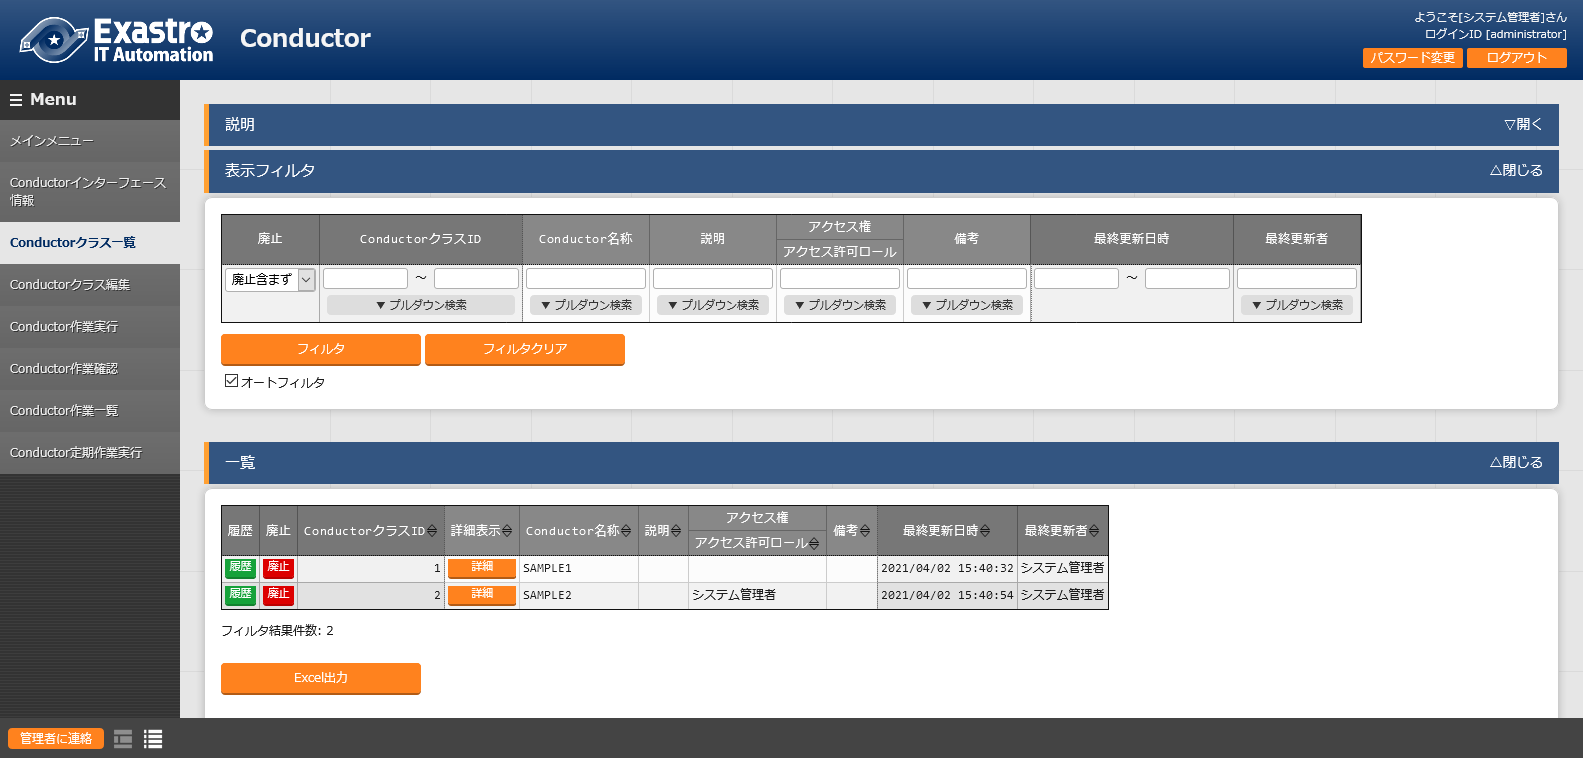 Exastro
IT Automation
Conductor
ようこそ[システム管理者]さん
ログインID [administrator]
パスワード変更 ログアウト
Menu
メインメニュー
Conductorインターフェース
情報
Conductorクラス一覧
Conductorクラス編集
Conductor作業実行
Conductor作業確認
Conductor作業一覧
Conductor定期作業実行
説明 ▽開く
表示フィルタ △閉じる
廃止 ConductorクラスID Conductor名称 説明 アクセス権 備考 最終更新日時 最終更新者
アクセス許可ロール
廃止含まず ～ ～
▼プルダウン検索 ▼プルダウン検索 ▼プルダウン検索 ▼プルダウン検索 ▼プルダウン検索 ▼プルダウン検索
フィルタ フィルタクリア
オートフィルタ
一覧 △閉じる
履歴 廃止 ConductorクラスID 詳細表示 Conductor名称 説明 アクセス権 備考 最終更新日時 最終更新者
アクセス許可ロール
履歴 廃止 1 詳細 SAMPLE1 2021/04/02 15:40:32 システム管理者
履歴 廃止 2 詳細 SAMPLE2 システム管理者 2021/04/02 15:40:54 システム管理者
フィルタ結果件数: 2
Excel出力
管理者に連絡